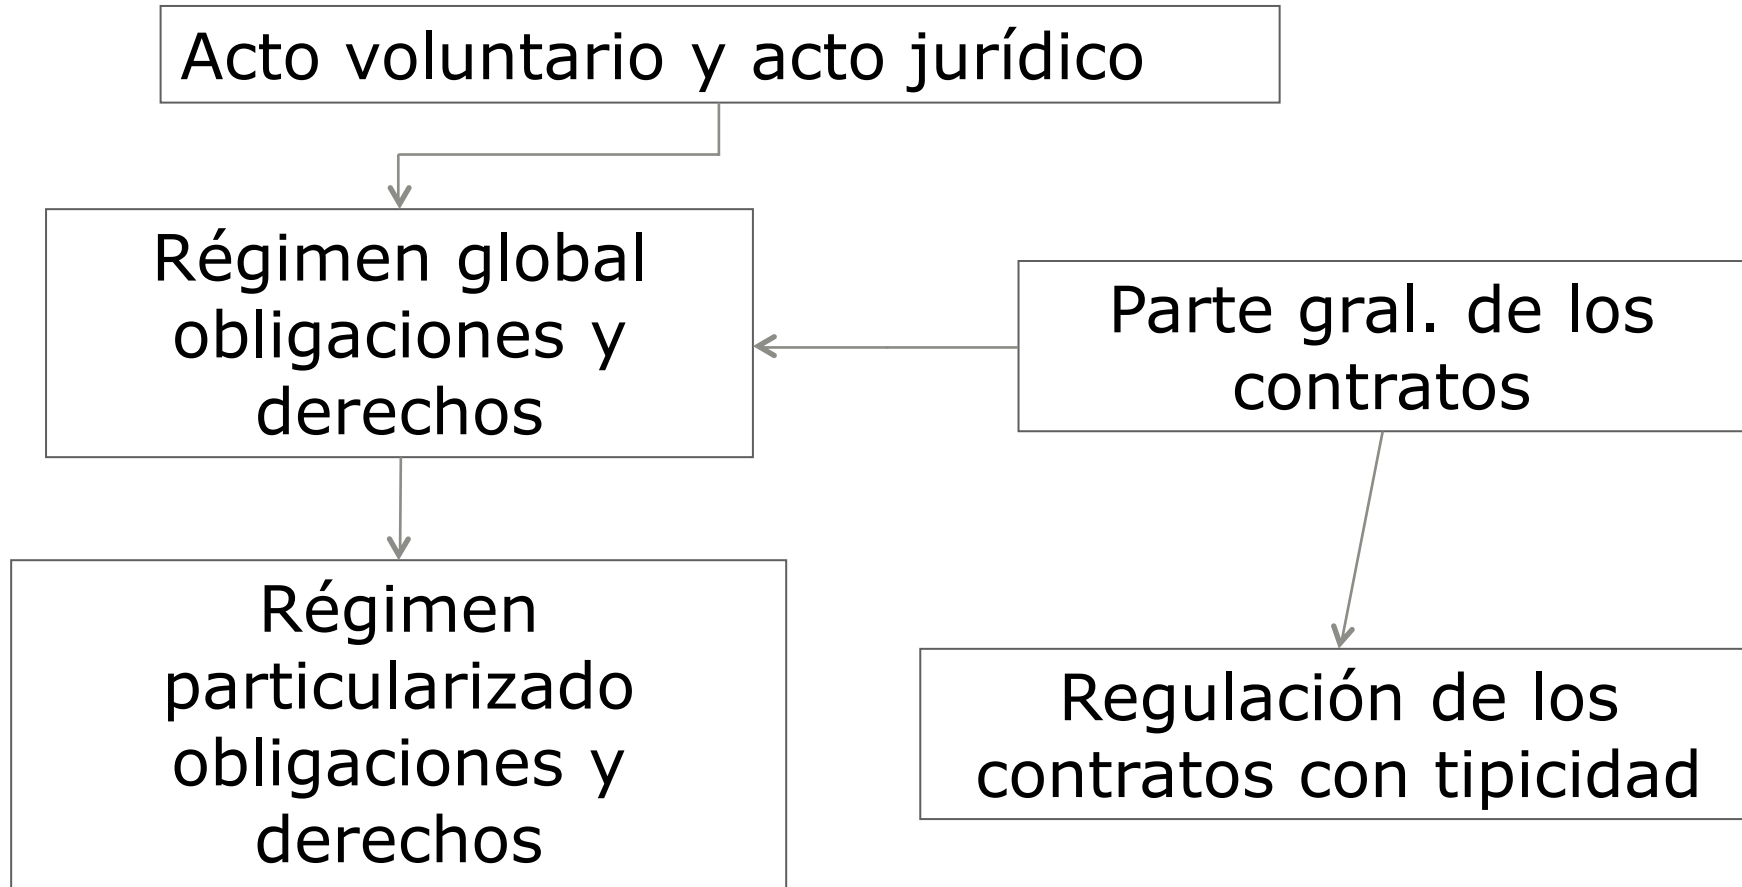 Acto voluntario y acto jurídico
Régimen global
obligaciones y
derechos
Parte gral. de los
contratos
Régimen
particularizado
obligaciones y
derechos
Regulación de los
contratos con tipicidad